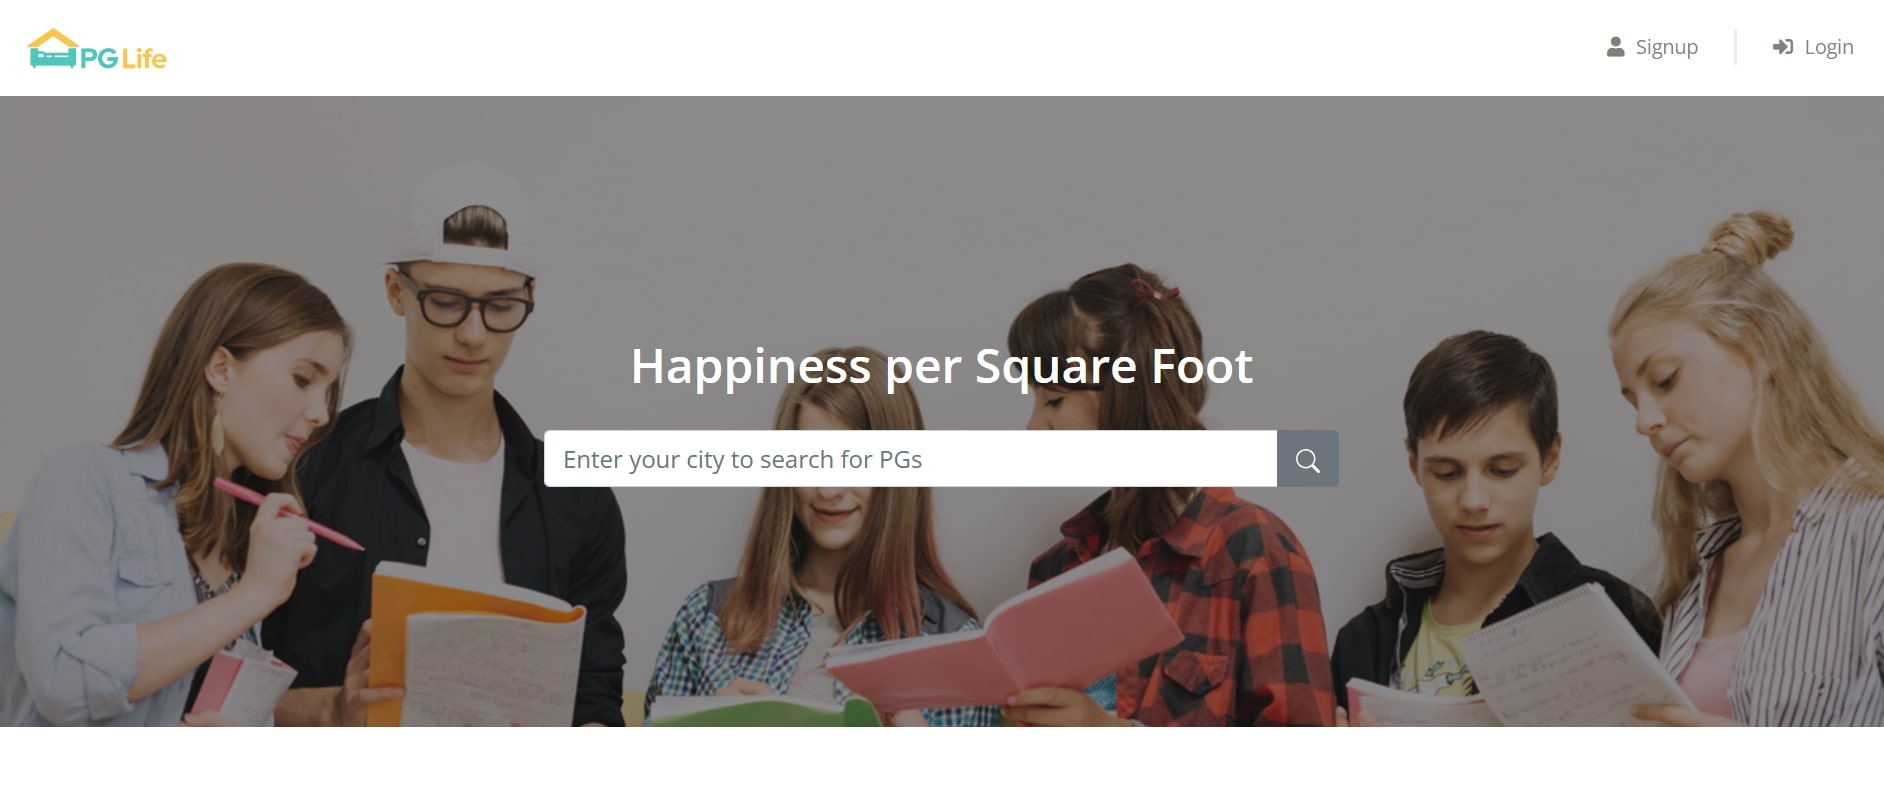 PG Life
Signup
Login
Happiness per Square Foot
Enter your city to search for PGs